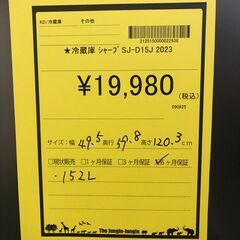 KD/冷蔵庫 その他
2125150000022936
★冷蔵庫 シャープ SJ-D15J 2023
¥19,980
(税込)
090825
サイズ：幅 49.5 奥行 59.8 高さ 120.3 cm
□現状販売 □1ヶ月保証 □3ヶ月保証 ☑6ヶ月保証
・152L
The Jungle-Jungle